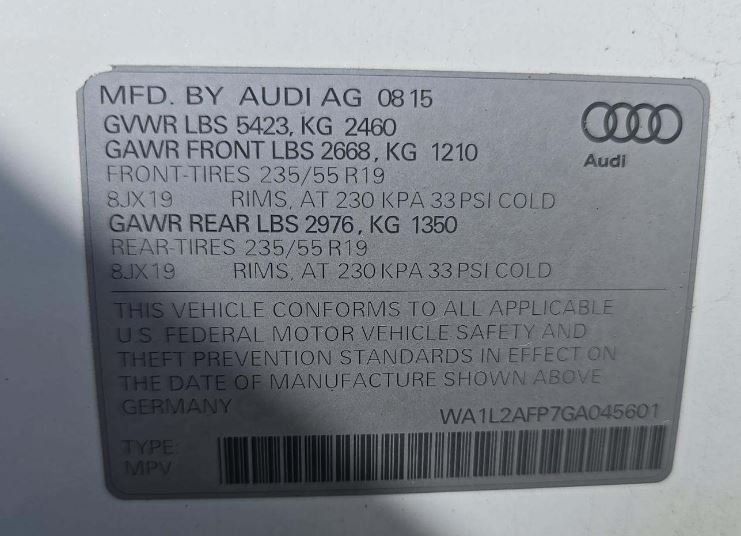 MFD. BY AUDI AG 08 15
GVWR LBS 5423, KG 2460
GAWR FRONT LBS 2668, KG 1210
FRONT-TIRES 235/55 R19
8JX19 RIMS, AT 230 KPA 33 PSI COLD
GAWR REAR LBS 2976, KG 1350
REAR-TIRES 235/55 R19
8JX19 RIMS, AT 230 KPA 33 PSI COLD
Audi
THIS VEHICLE CONFORMS TO ALL APPLICABLE
U.S. FEDERAL MOTOR VEHICLE SAFETY AND
THEFT PREVENTION STANDARDS IN EFFECT ON
THE DATE OF MANUFACTURE SHOWN ABOVE
GERMANY WA1L2AFP7GA045601
TYPE:
MPV